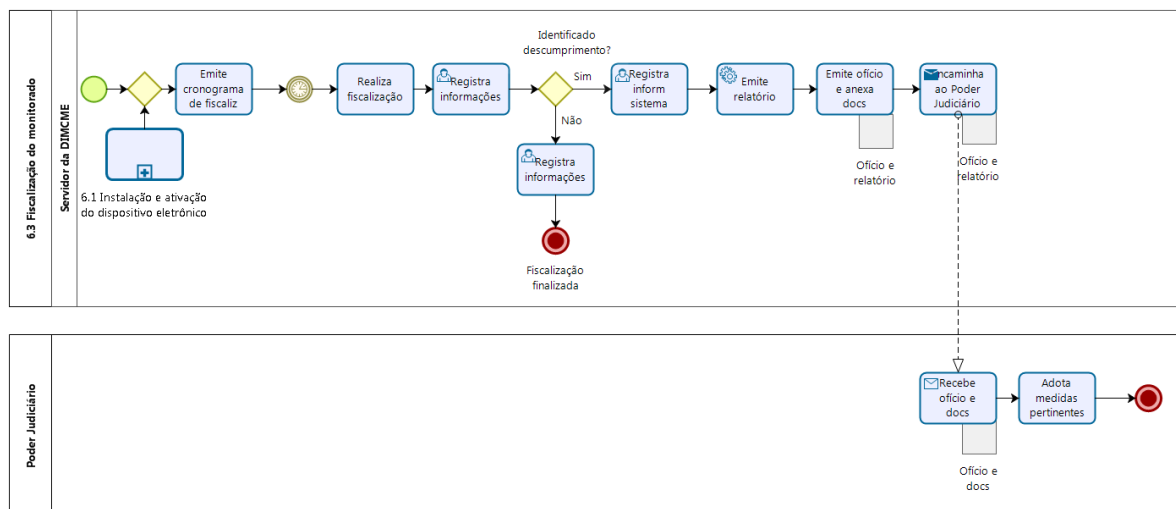 6.3 Fiscalização do monitorado
Servidor da DIMCME
Emite
cronograma
de fiscaliz
6.1 Instalação e ativação
do dispositivo eletrônico
Realiza
fiscalização
Registra
informações
Identificado
descumprimento?
Sim
Não
Registra
informações
Fiscalização
finalizada
Registra
inform
sistema
Emite
relatório
Emite ofício
e anexa
docs
Ofício e
relatório
Encaminha
ao Poder
Judiciário
Ofício e
relatório
Poder Judiciário
Recebe
ofício e
docs
Ofício e
docs
Adota
medidas
pertinentes